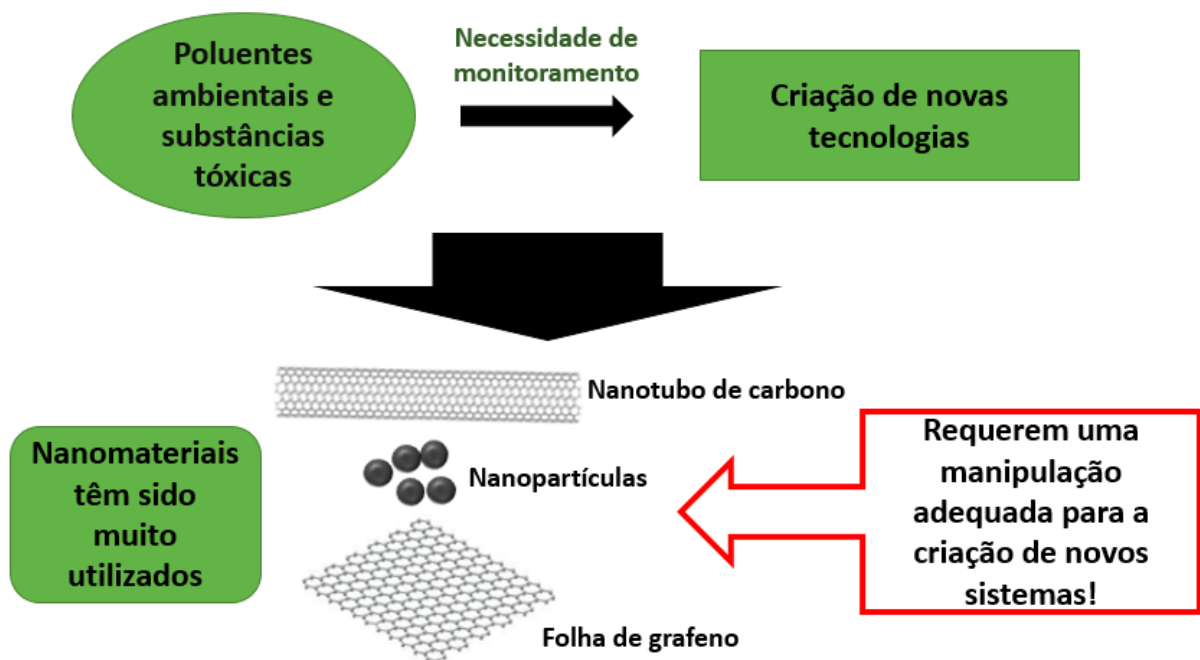 Poluentes
ambientais e
substâncias
tóxicas
Necessidade de
monitoramento
Criação de novas
tecnologias
Nanotubo de carbono
Nanopartículas
Folha de grafeno
Nanomateriais
têm sido
muito
utilizados
Requerem uma
manipulação
adequada para a
criação de novos
sistemas!